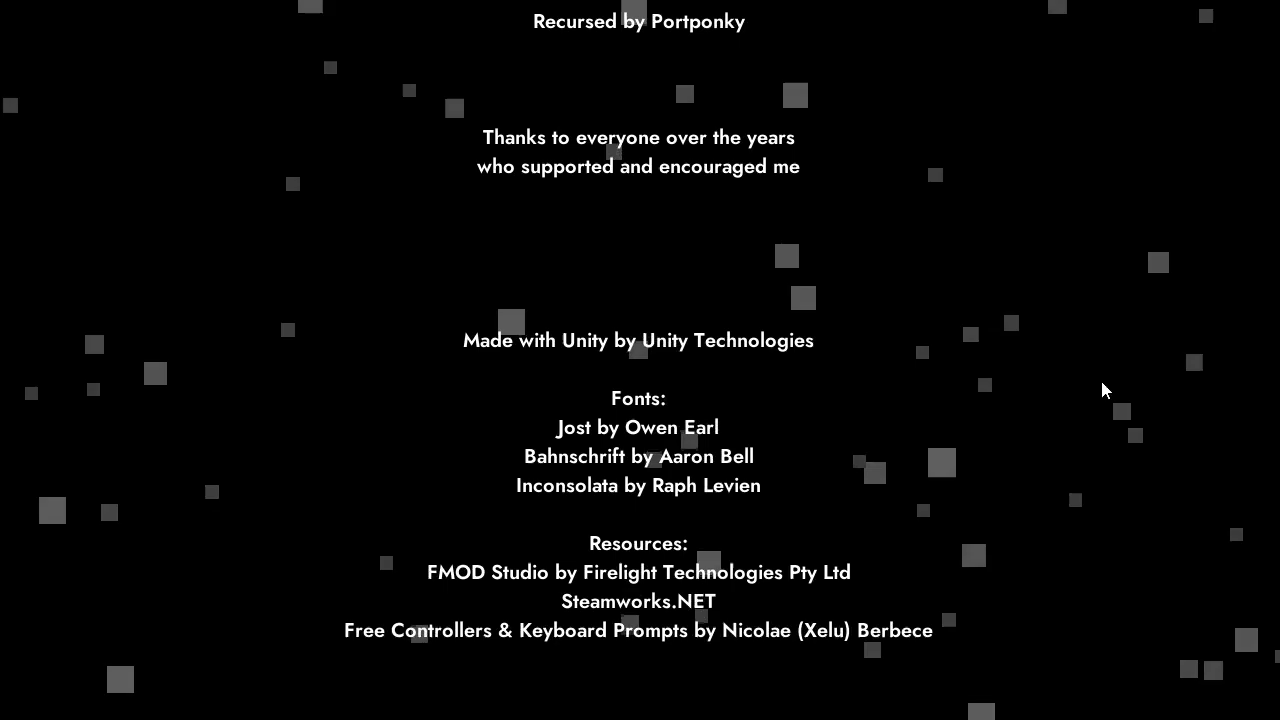 Recursed by Portponky
Thanks to everyone over the years
who supported and encouraged me
Made with Unity by Unity Technologies
Fonts:
Jost by Owen Earl
Bahnschrift by Aaron Bell
Inconsolata by Raph Levien
Resources:
FMOD Studio by Firelight Technologies Pty Ltd
Steamworks.NET
Free Controllers & Keyboard Prompts by Nicolae (Xelu) Berbece